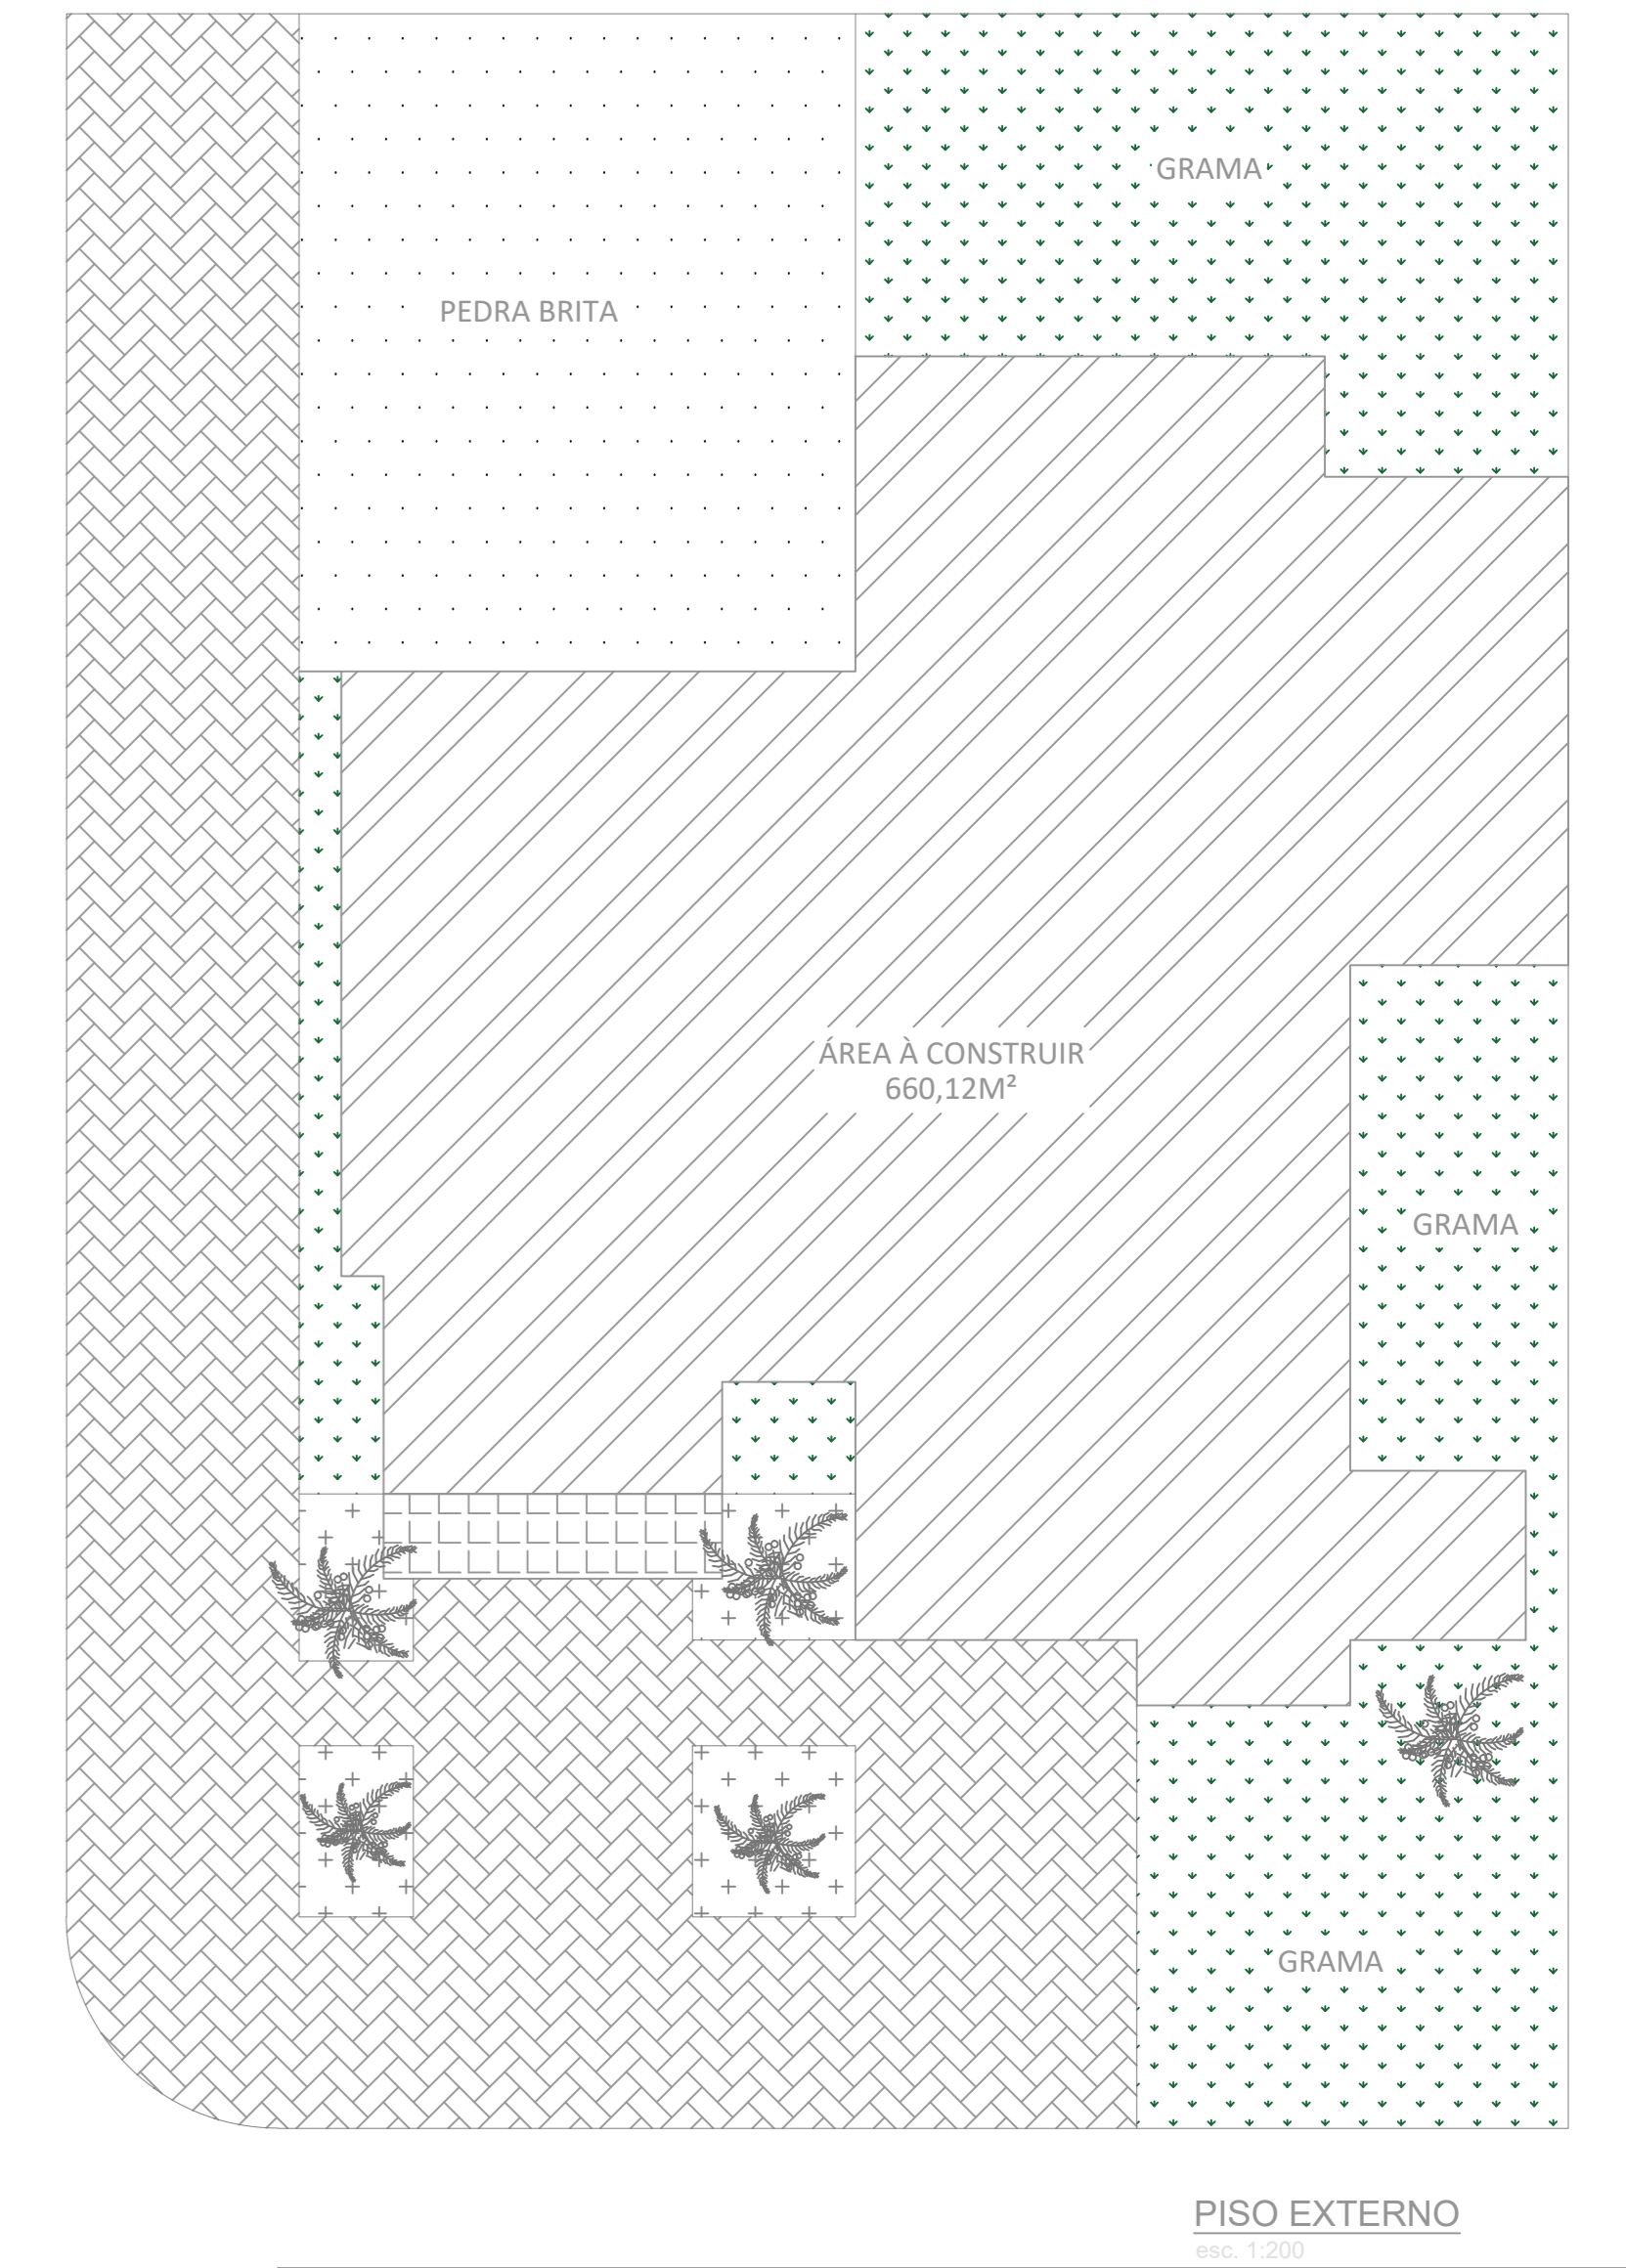 GRAMA
PEDRA BRITA
ÁREA À CONSTRUIR
660,12M²
GRAMA
GRAMA
PISO EXTERNO
esc. 1:200